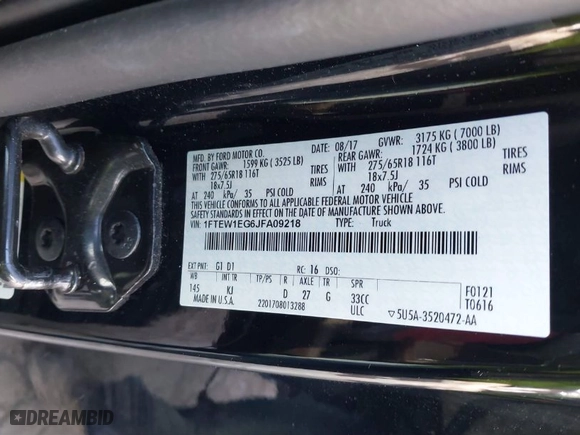 MFD. BY FORD MOTOR CO. DATE: 08/17 GVWR: 3175 KG ( 7000 LB)
FRONT GAWR: 1599 KG ( 3525 LB) REAR GAWR: 1724 KG ( 3800 LB)
275/65R18 116T TIRES WITH 275/65R18 116T TIRES
18x7.5J RIMS 18x7.5J RIMS
AT 240 kPa/ 35 PSI COLD AT 240 kPa/ 35 PSI COLD
THIS VEHICLE CONFORMS TO ALL APPLICABLE FEDERAL MOTOR VEHICLE
SAFETY AND THEFT PREVENTION STANDARDS IN EFFECT ON THE DATE OF MANUFACTURE SHOWN ABOVE.
VIN: 1FTEW1EG6JFA09218 TYPE: Truck
EXT PNT: G1 D1 RC: 16 DSO: F0121
WB TP/PS R AXLE TR SPR T0616
145 KJ D 27 G 33CC
MADE IN U.S.A. ULC ▽5U5A-3520472-AA
2201708013288
DREAMBID